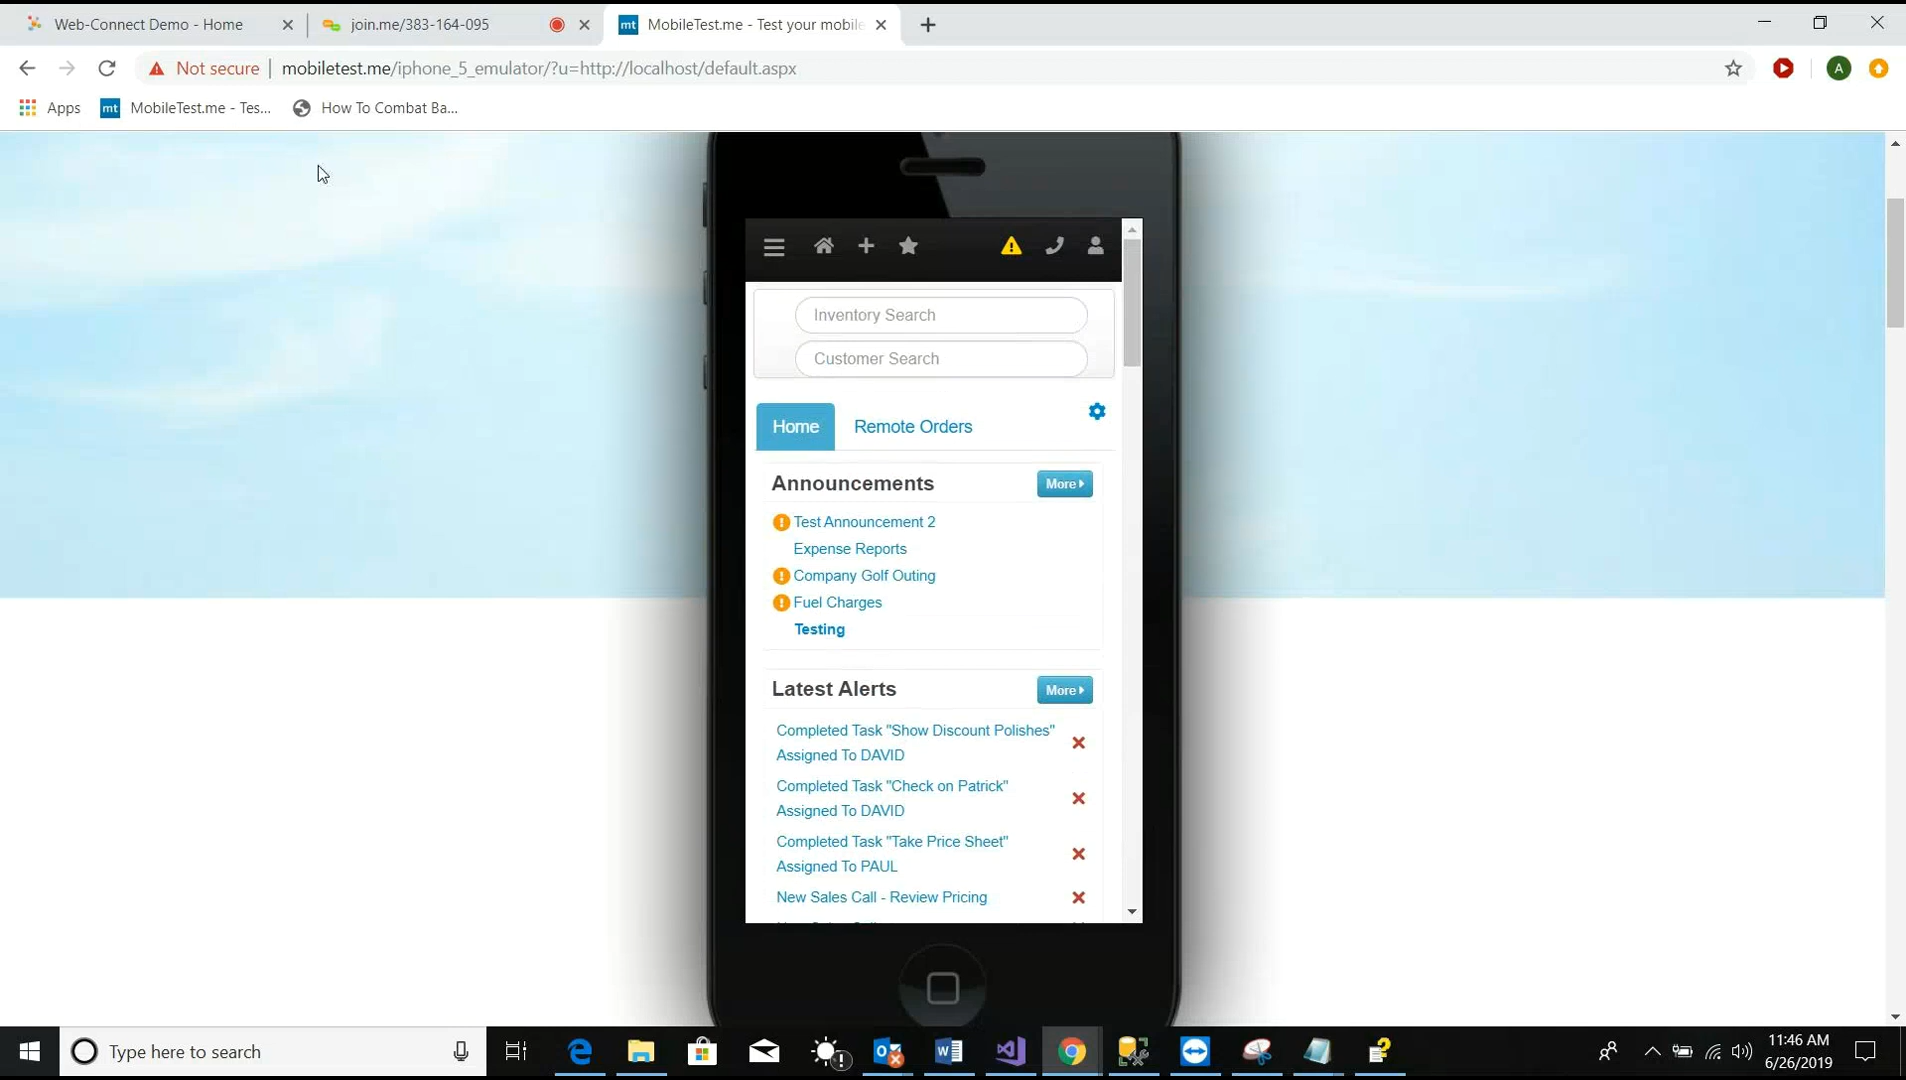 Web-Connect Demo - Home
join.me/383-164-095
mt MobileTest.me - Test your mobile
Not secure | mobiletest.me/iphone_5_emulator/?u=http://localhost/default.aspx
A
Apps
mt MobileTest.me - Tes...
How To Combat Ba...
Inventory Search
Customer Search
Home
Remote Orders
Announcements
More
Test Announcement 2
Expense Reports
Company Golf Outing
Fuel Charges
Testing
Latest Alerts
More
Completed Task "Show Discount Polishes"
Assigned To DAVID
Completed Task "Check on Patrick"
Assigned To DAVID
Completed Task "Take Price Sheet"
Assigned To PAUL
New Sales Call - Review Pricing
Type here to search
11:46 AM
6/26/2019